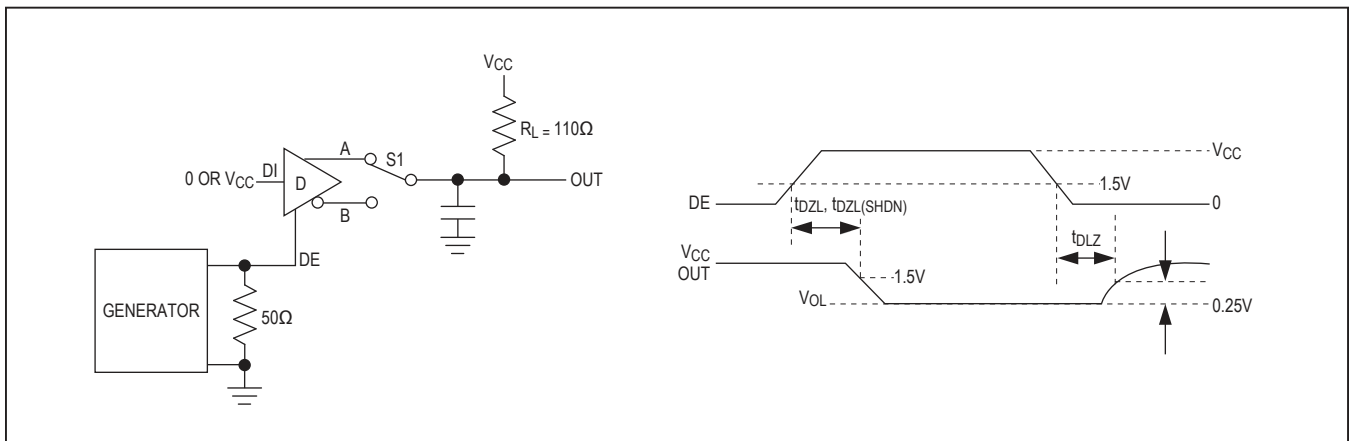 VCC
RL = 110Ω
A
S1
0 OR VCC
DI
D
OUT
B
DE
GENERATOR
50Ω
VCC
1.5V
DE
0
tDZL, tDZL(SHDN)
tDLZ
VCC
OUT
1.5V
VOL
0.25V